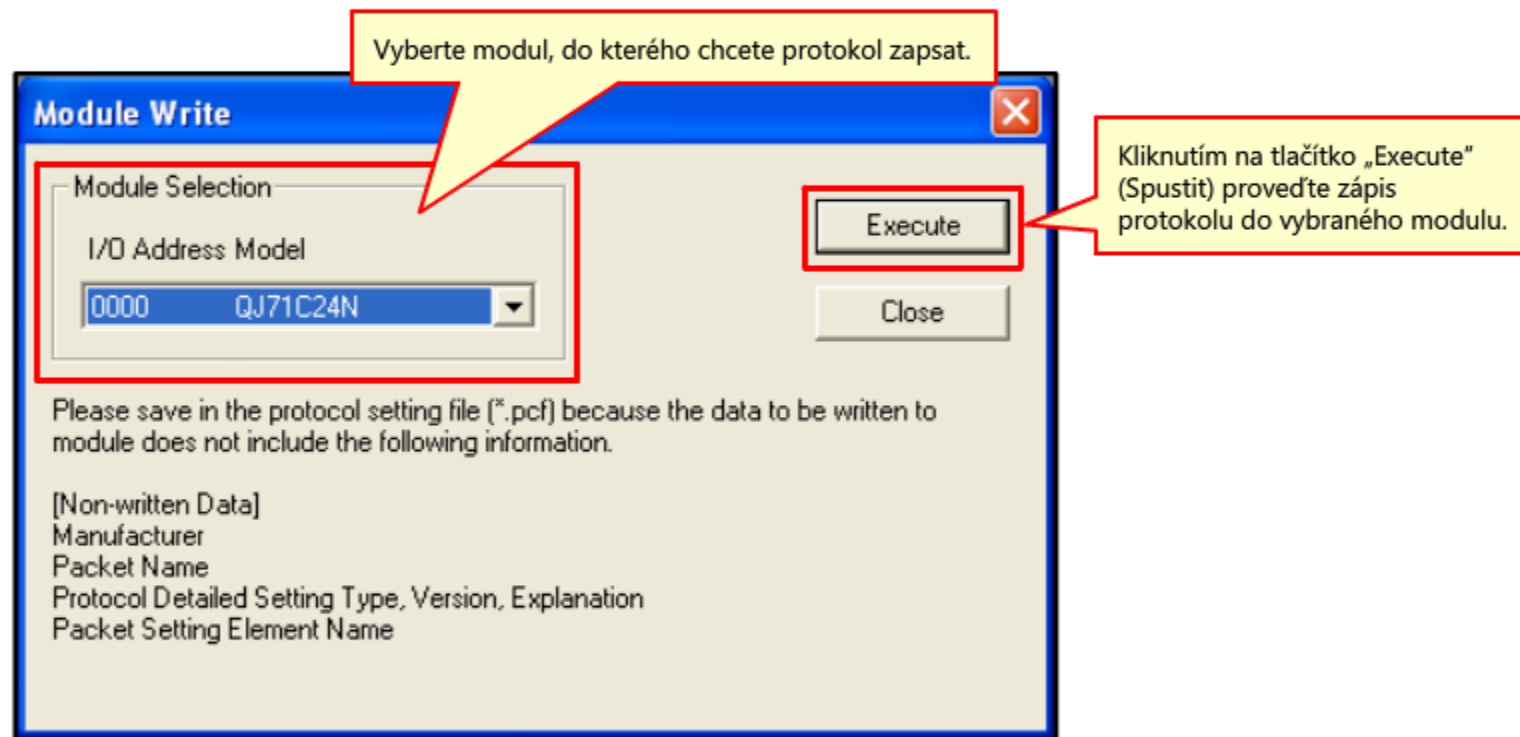 Vyberte modul, do kterého chcete protokol zapsat.
Module Write
Module Selection
I/O Address Model
0000 QJ71C24N
Execute
Close
Kliknutím na tlačítko „Execute"
(Spustit) proveďte zápis
protokolu do vybraného modulu.
Please save in the protocol setting file (*.pcf) because the data to be written to
module does not include the following information.
[Non-written Data]
Manufacturer
Packet Name
Protocol Detailed Setting Type, Version, Explanation
Packet Setting Element Name